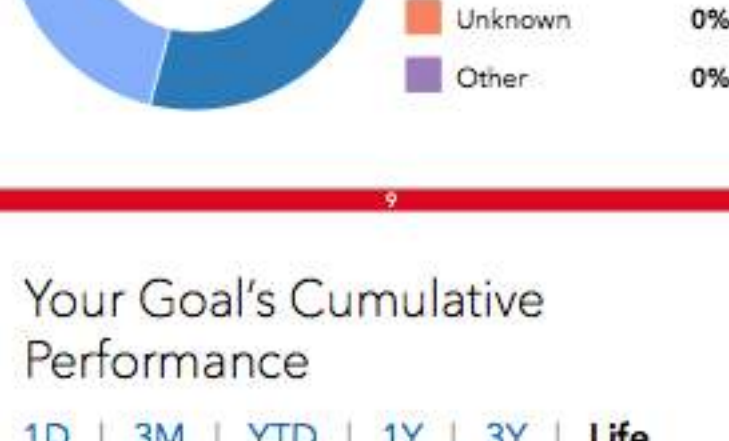 Unknown 0%
Other 0%
9
Your Goal's Cumulative
Performance
1D | 3M | YTD | 1Y | 3Y | Life